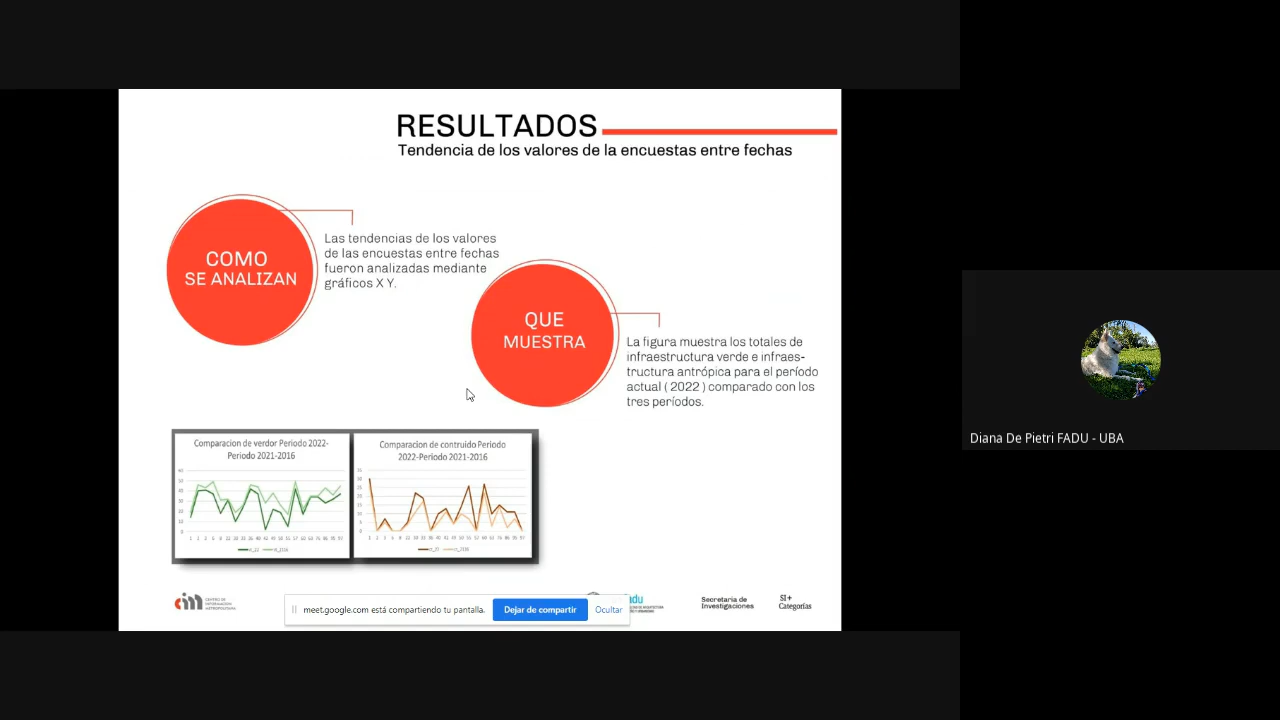 RESULTADOS
Tendencia de los valores de la encuestas entre fechas
COMO
SE ANALIZAN
Las tendencias de los valores
de las encuestas entre fechas
fueron analizadas mediante
gráficos X Y.
QUE
MUESTRA
La figura muestra los totales de
infraestructura verde e infraes-
tructura antrópica para el período
actual ( 2022 ) comparado con los
tres períodos.
Comparacion de verdor Periodo 2022-
Periodo 2021-2016
Comparacion de contruido Periodo
2022-Periodo 2021-2016
cim
CENTRO DE
INFORMACION
METROPOLITANA
meet.google.com está compartiendo tu pantalla.
Dejar de compartir
Ocultar
Secretaría de
Investigaciones
SI+
Categorías
Diana De Pietri FADU - UBA